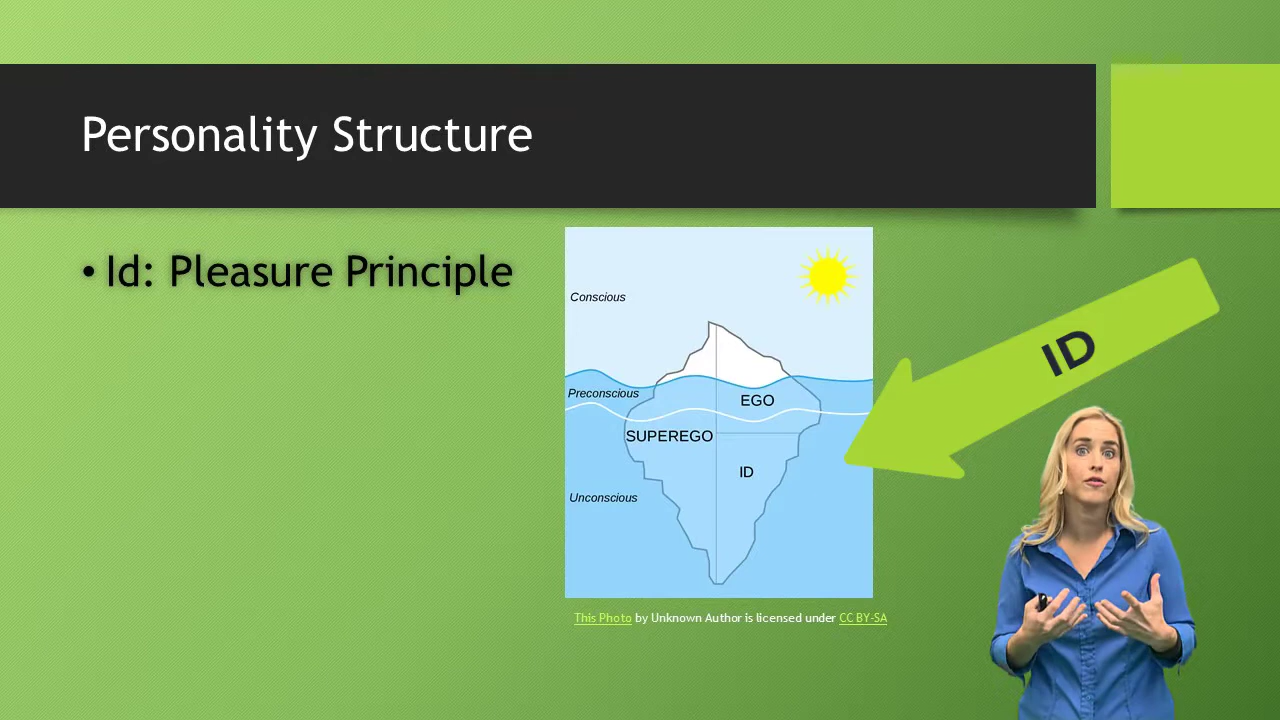 Personality Structure
• Id: Pleasure Principle
Conscious
Preconscious
EGO
SUPEREGO
ID
Unconscious
ID
This Photo by Unknown Author is licensed under CC BY-SA